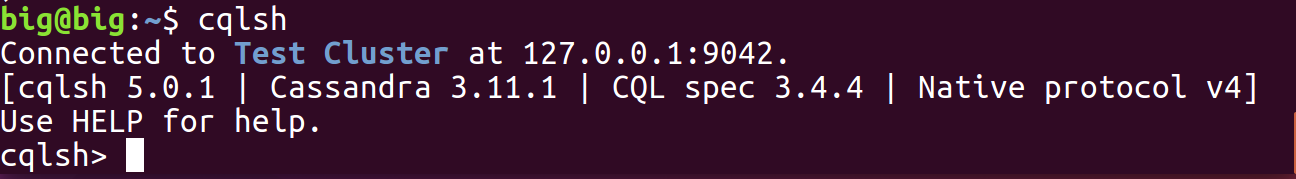 big@big:~$ cqlsh
Connected to Test Cluster at 127.0.0.1:9042.
[cqlsh 5.0.1 | Cassandra 3.11.1 | CQL spec 3.4.4 | Native protocol v4]
Use HELP for help.
cqlsh>